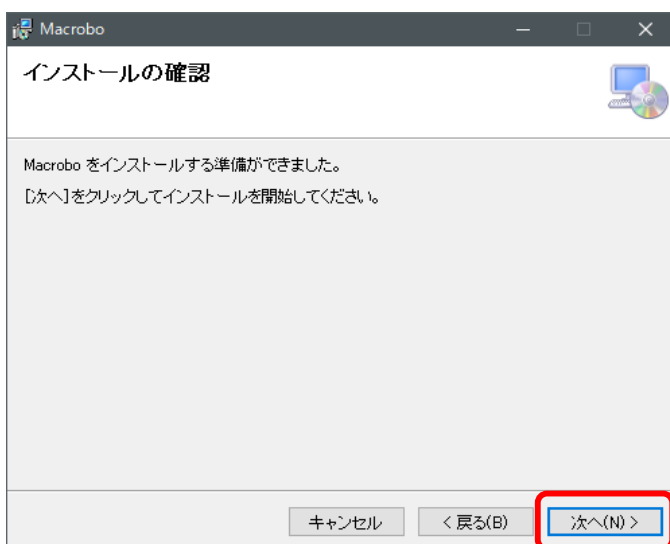 Macrobo
インストールの確認
Macrobo をインストールする準備ができました。
[次へ]をクリックしてインストールを開始してください。
キャンセル < 戻る(B) 次へ(N) >